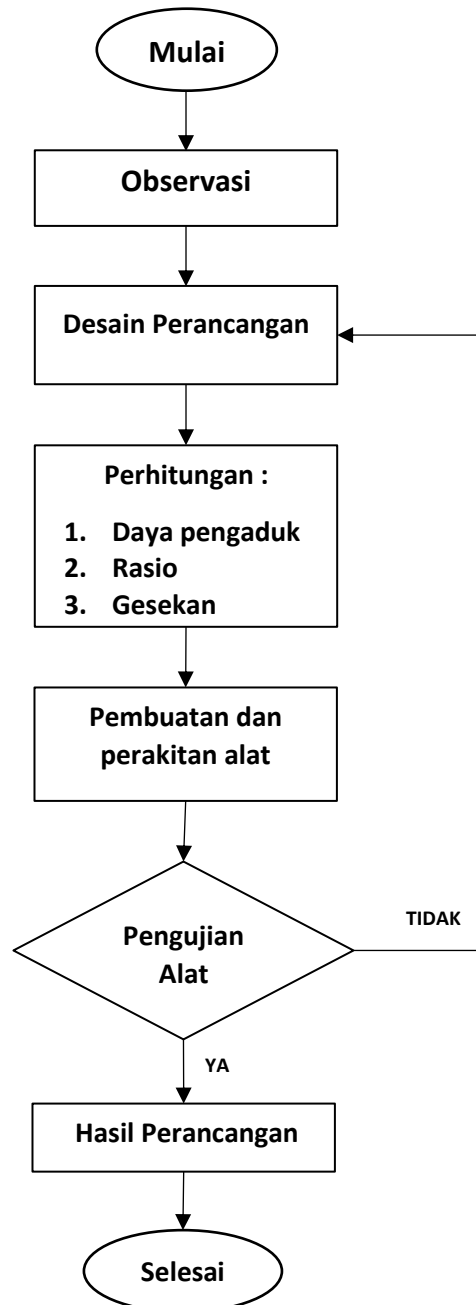 Mulai
Observasi
Desain Perancangan
Perhitungan :
1. Daya pengaduk
2. Rasio
3. Gesekan
Pembuatan dan
perakitan alat
Pengujian
Alat
TIDAK
YA
Hasil Perancangan
Selesai